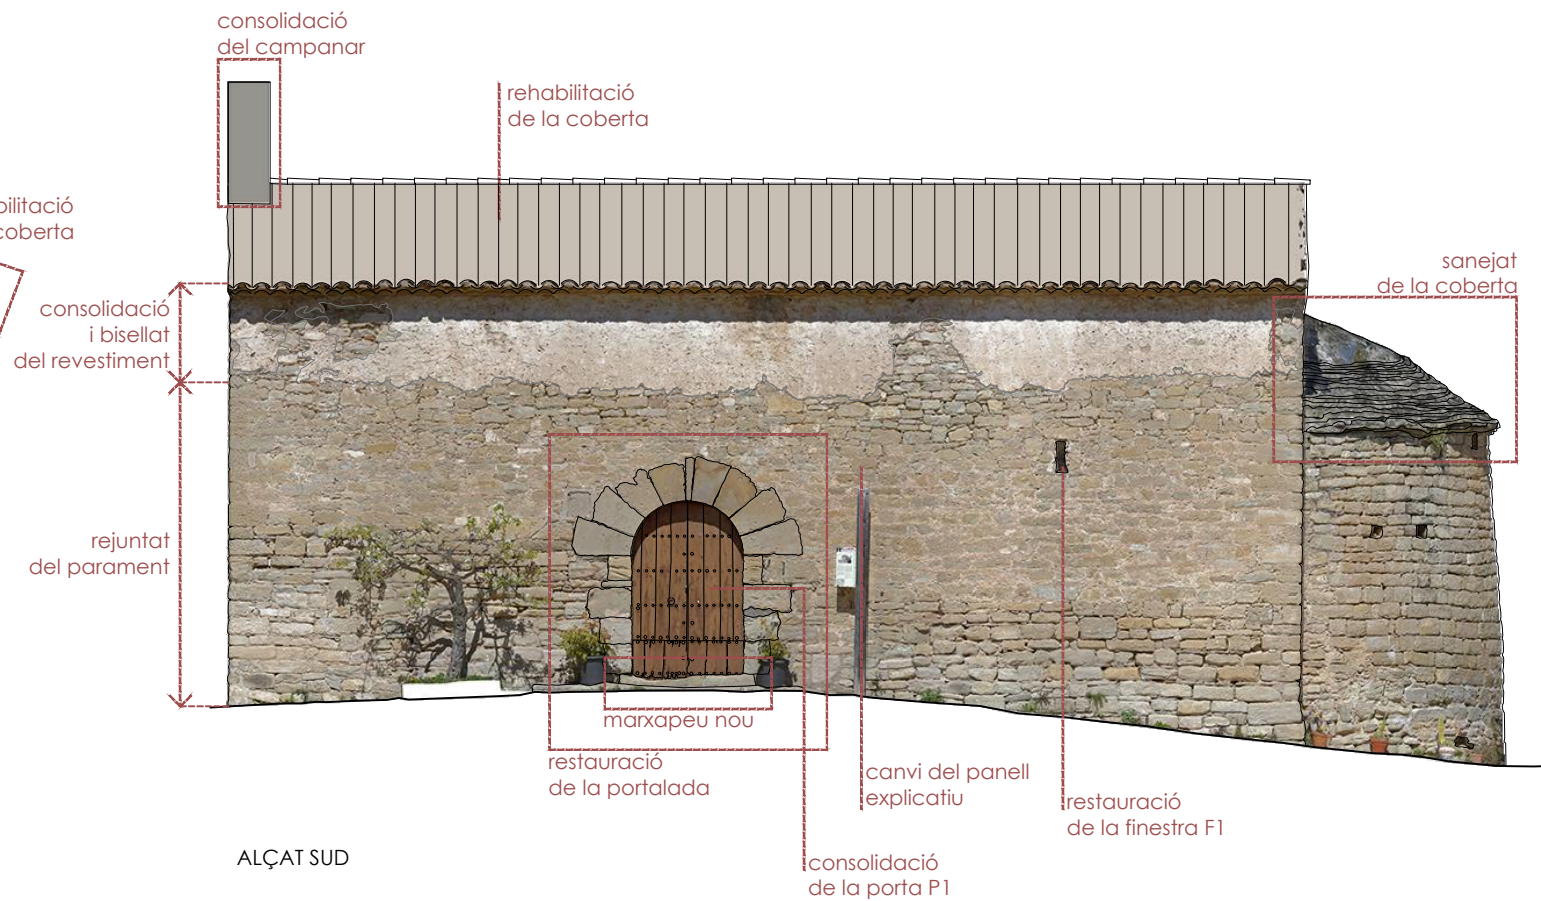 consolidació
del campanar
rehabilitació
de la coberta
bilitació
coberta
sanejat
de la coberta
consolidació
i bisellat
del revestiment
rejuntat
del parament
marxapeu nou
restauració
de la portalada
canvi del panell
explicatiu
restauració
de la finestra F1
consolidació
de la porta P1
ALÇAT SUD